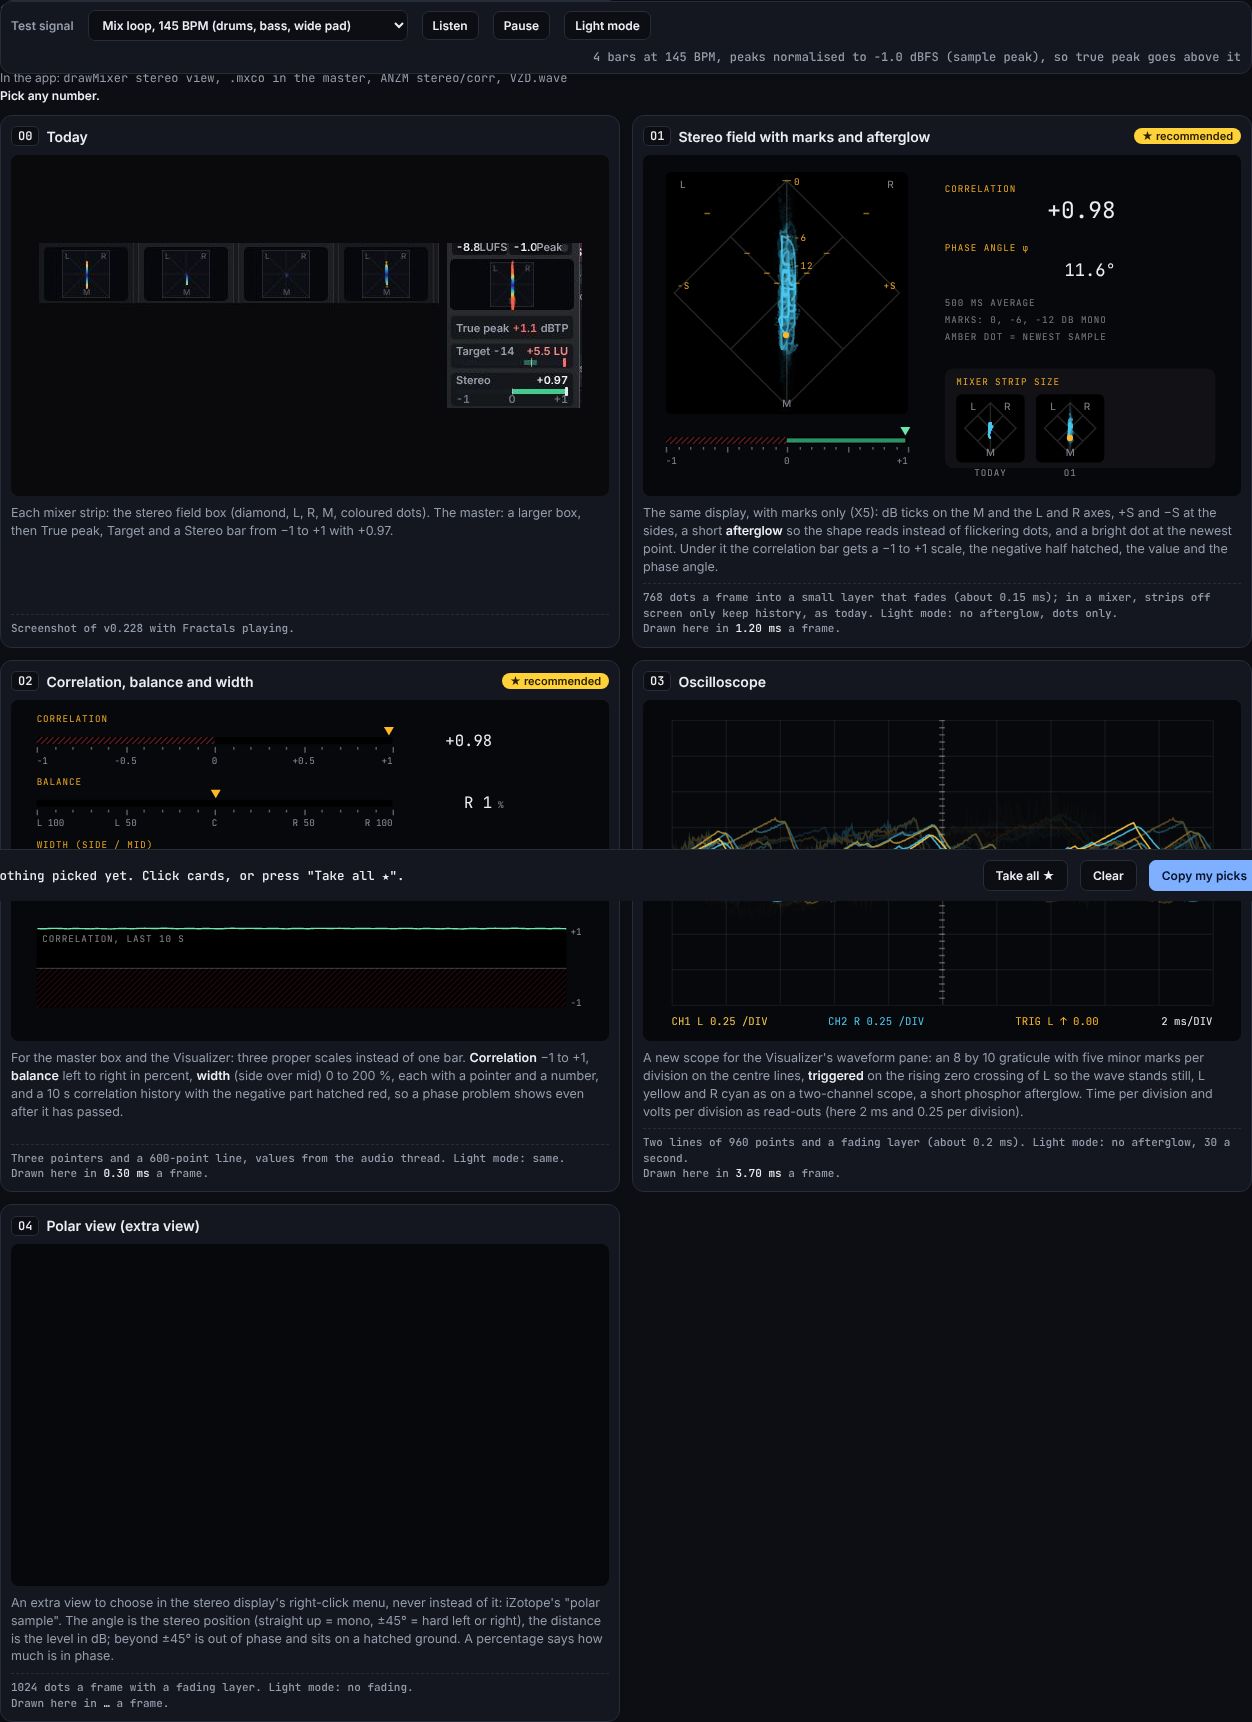 Test signal
Mix loop, 145 BPM (drums, bass, wide pad)
Listen
Pause
Light mode
4 bars at 145 BPM, peaks normalised to -1.0 dBFS (sample peak), so true peak goes above it
In the app: drawMixer stereo view, .mxco in the master, ANZM stereo/corr, VZD.wave
Pick any number.
00 Today
L R M
L R M
L R M
L R M
-8.8LUFS -1.0Peak
L R
True peak +1.1 dBTP
Target -14 +5.5 LU
Stereo +0.97
-1 0 +1
Each mixer strip: the stereo field box (diamond, L, R, M, coloured dots). The master: a larger box,
then True peak, Target and a Stereo bar from −1 to +1 with +0.97.
Screenshot of v0.228 with Fractals playing.
01 Stereo field with marks and afterglow
★ recommended
L 0 R
-6
-12
-S +S
M
-1 0 +1
CORRELATION
+0.98
PHASE ANGLE φ
11.6°
500 MS AVERAGE
MARKS: 0, -6, -12 DB MONO
AMBER DOT = NEWEST SAMPLE
MIXER STRIP SIZE
L R L R
M M
TODAY 01
The same display, with marks only (X5): dB ticks on the M and the L and R axes, +S and −S at the
sides, a short afterglow so the shape reads instead of flickering dots, and a bright dot at the newest
point. Under it the correlation bar gets a −1 to +1 scale, the negative half hatched, the value and the
phase angle.
768 dots a frame into a small layer that fades (about 0.15 ms); in a mixer, strips off
screen only keep history, as today. Light mode: no afterglow, dots only.
Drawn here in 1.20 ms a frame.
02 Correlation, balance and width
★ recommended
CORRELATION
+0.98
-1 -0.5 0 +0.5 +1
BALANCE
R 1 %
L 100 L 50 C R 50 R 100
WIDTH (SIDE / MID)
CORRELATION, LAST 10 S
+1
-1
For the master box and the Visualizer: three proper scales instead of one bar. Correlation −1 to +1,
balance left to right in percent, width (side over mid) 0 to 200 %, each with a pointer and a number,
and a 10 s correlation history with the negative part hatched red, so a phase problem shows even
after it has passed.
Three pointers and a 600-point line, values from the audio thread. Light mode: same.
Drawn here in 0.30 ms a frame.
03 Oscilloscope
CH1 L 0.25 /DIV CH2 R 0.25 /DIV TRIG L ↑ 0.00 2 ms/DIV
A new scope for the Visualizer's waveform pane: an 8 by 10 graticule with five minor marks per
division on the centre lines, triggered on the rising zero crossing of L so the wave stands still, L
yellow and R cyan as on a two-channel scope, a short phosphor afterglow. Time per division and
volts per division as read-outs (here 2 ms and 0.25 per division).
Two lines of 960 points and a fading layer (about 0.2 ms). Light mode: no afterglow, 30 a
second.
Drawn here in 3.70 ms a frame.
othing picked yet. Click cards, or press "Take all ★".
Take all ★
Clear
Copy my picks
04 Polar view (extra view)
An extra view to choose in the stereo display's right-click menu, never instead of it: iZotope's "polar
sample". The angle is the stereo position (straight up = mono, ±45° = hard left or right), the distance
is the level in dB; beyond ±45° is out of phase and sits on a hatched ground. A percentage says how
much is in phase.
1024 dots a frame with a fading layer. Light mode: no fading.
Drawn here in … a frame.